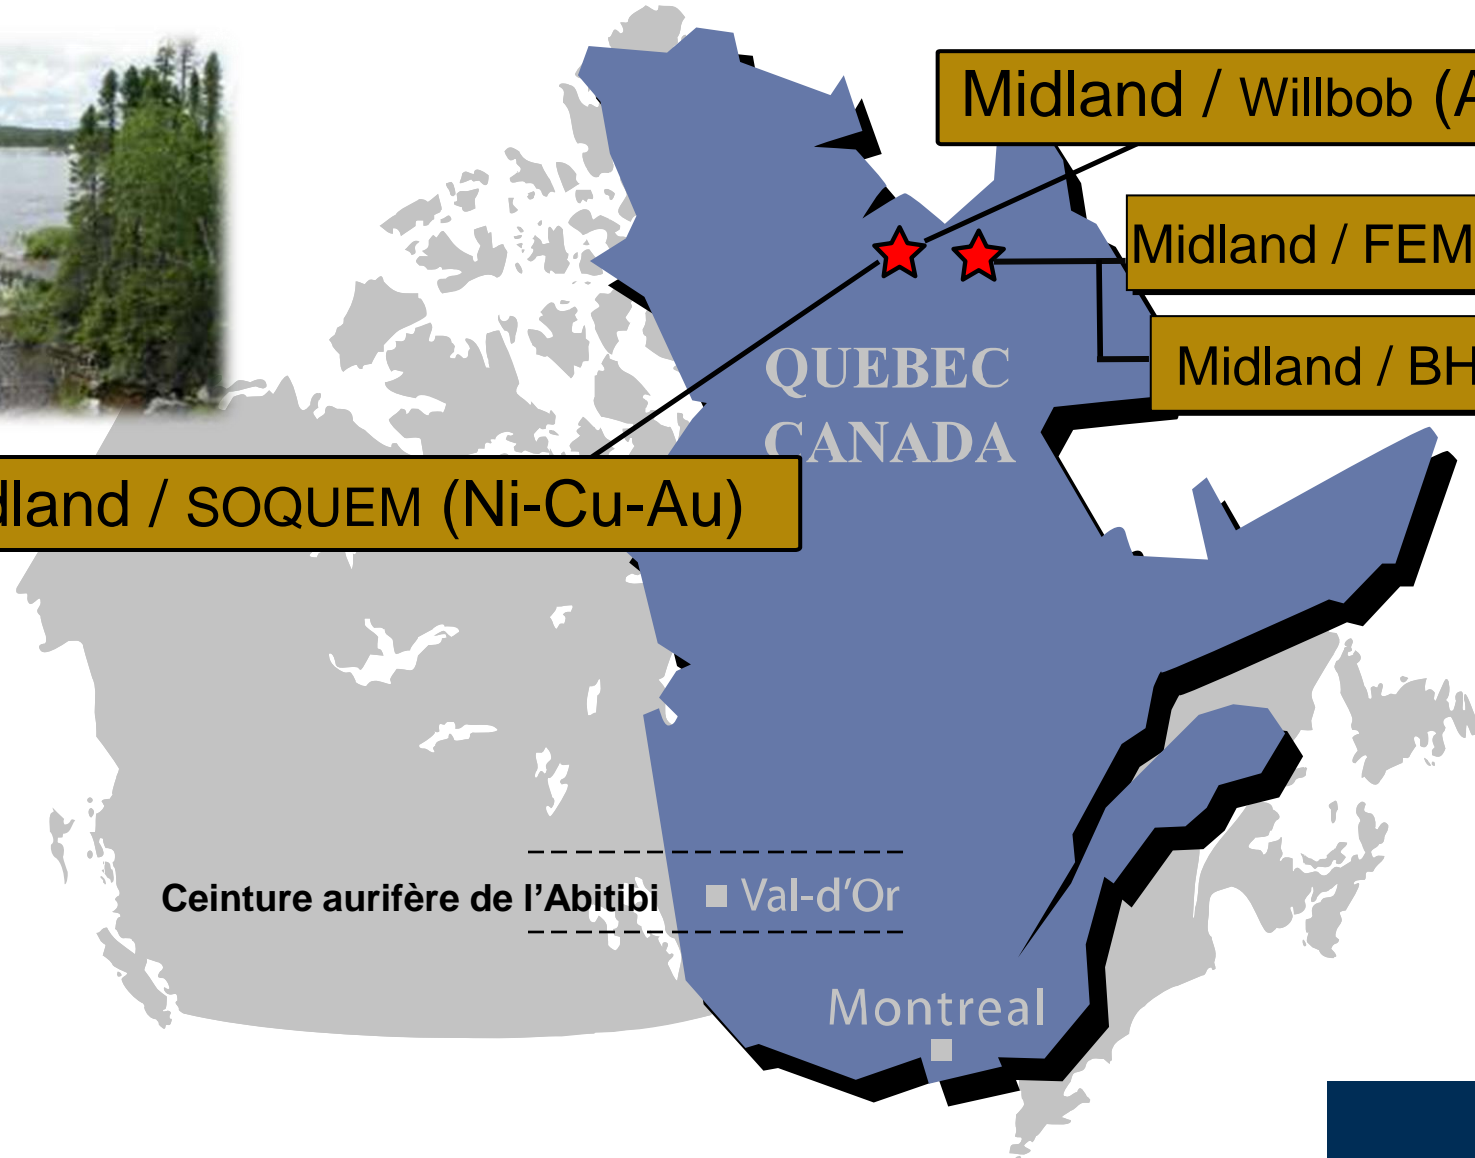 Midland / Willbob (
Midland / FEM
Midland / BH
QUEBEC
CANADA
dland / SOQUEM (Ni-Cu-Au)
Ceinture aurifère de l’Abitibi
Val-d’Or
Montreal